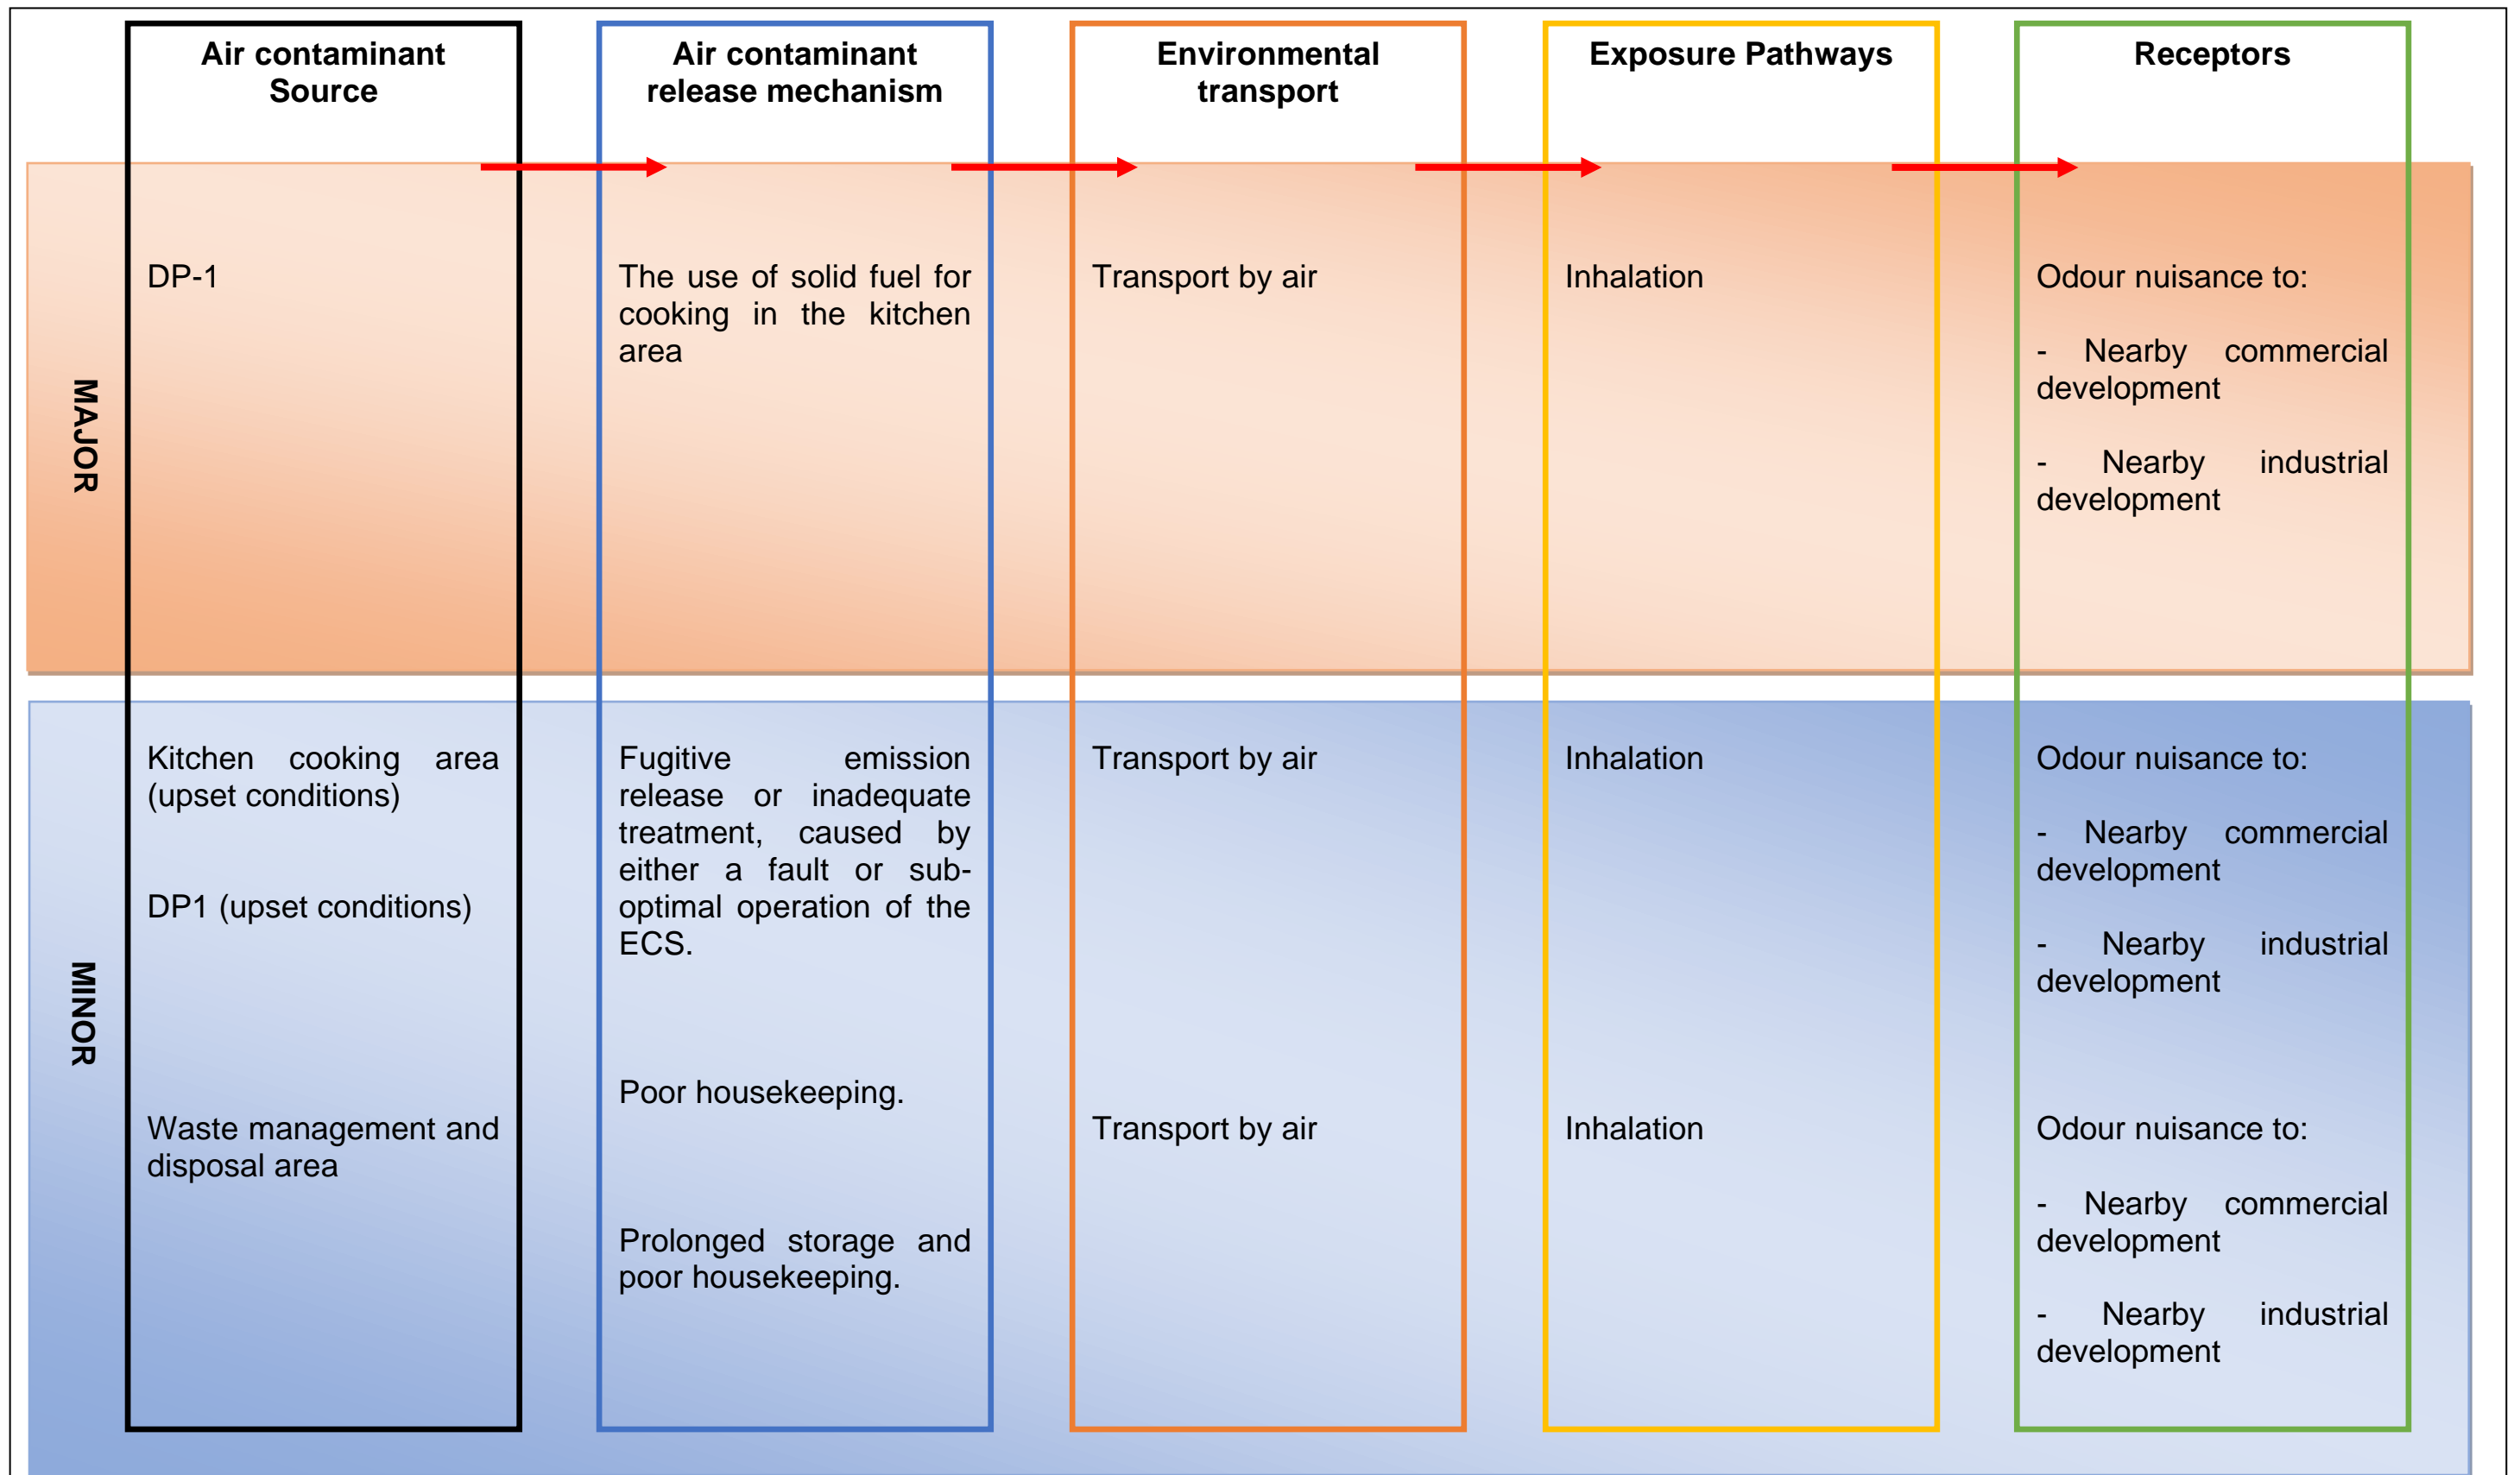 Air contaminant
Source
Air contaminant
release mechanism
Environmental
transport
Exposure Pathways
Receptors
MAJOR
DP-1
The use of solid fuel for
cooking in the kitchen
area
Transport by air
Inhalation
Odour nuisance to:
- Nearby commercial
development
- Nearby industrial
development
MINOR
Kitchen cooking area
(upset conditions)
DP1 (upset conditions)
Waste management and
disposal area
Fugitive emission
release or inadequate
treatment, caused by
either a fault or sub-
optimal operation of the
ECS.
Poor housekeeping.
Prolonged storage and
poor housekeeping.
Transport by air
Transport by air
Inhalation
Inhalation
Odour nuisance to:
- Nearby commercial
development
- Nearby industrial
development
Odour nuisance to:
- Nearby commercial
development
- Nearby industrial
development